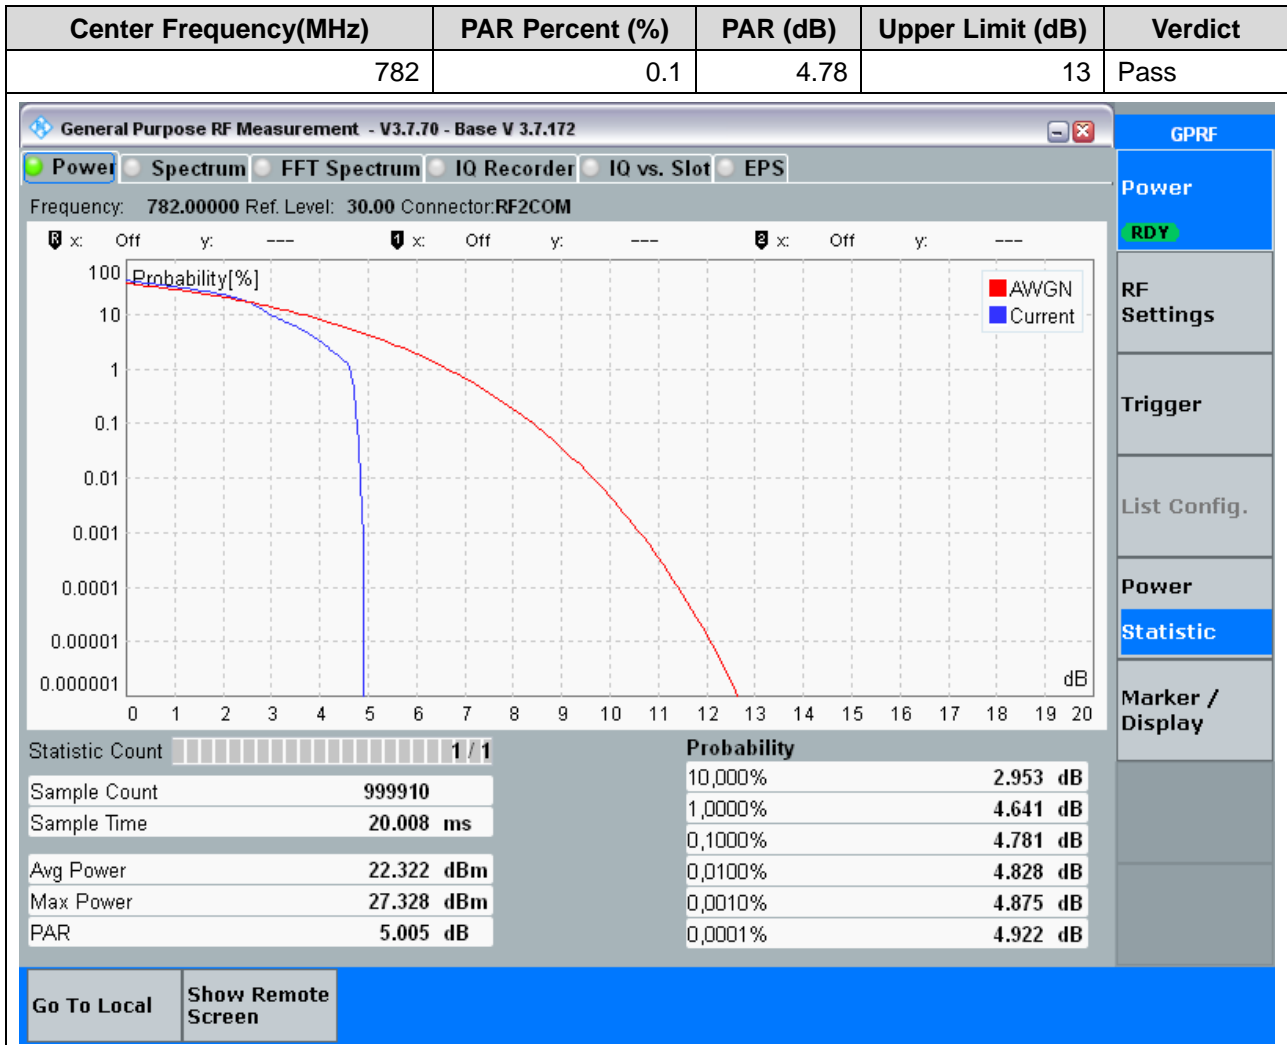 Center Frequency(MHz) PAR Percent (%) PAR (dB) Upper Limit (dB) Verdict
782 0.1 4.78 13 Pass
General Purpose RF Measurement - V3.7.70 - Base V 3.7.172
GPRF
Power Spectrum FFT Spectrum IQ Recorder IQ vs. Slot EPS
Power
RDY
Frequency: 782.00000 Ref. Level: 30.00 Connector:RF2COM
R x: Off y: --- 1 x: Off y: --- 2 x: Off y: ---
Probability[%]
AWGN
Current
100
10
1
0.1
0.01
0.001
0.0001
0.00001
0.000001
dB
0 1 2 3 4 5 6 7 8 9 10 11 12 13 14 15 16 17 18 19 20
RF
Settings
Trigger
List Config.
Power
Statistic
Marker /
Display
Statistic Count 1 / 1
Sample Count 999910
Sample Time 20.008 ms
Avg Power 22.322 dBm
Max Power 27.328 dBm
PAR 5.005 dB
Probability
10,000% 2.953 dB
1,0000% 4.641 dB
0,1000% 4.781 dB
0,0100% 4.828 dB
0,0010% 4.875 dB
0,0001% 4.922 dB
Go To Local
Show Remote
Screen